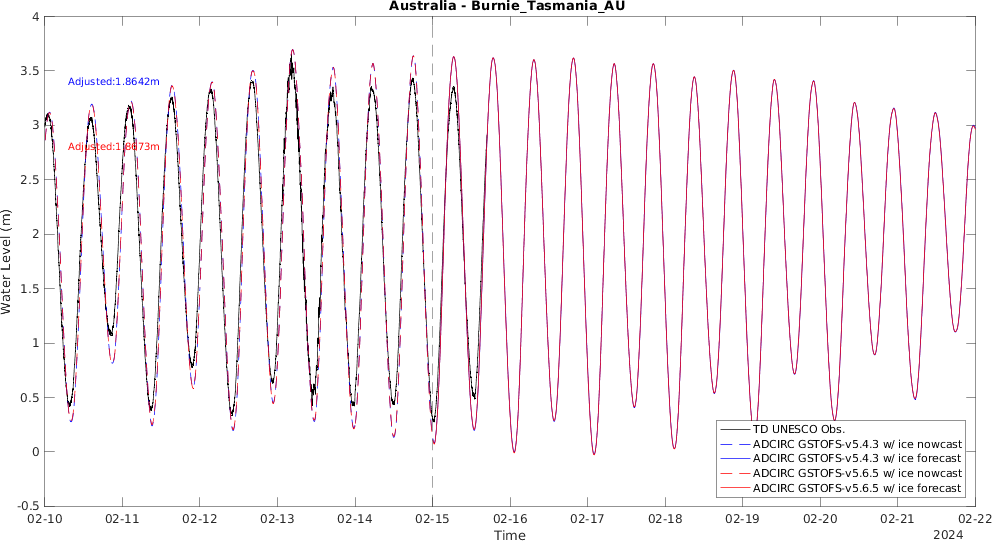 Australia - Burnie_Tasmania_AU
4
3.5
3
2.5
2
1.5
1
0.5
0
-0.5
Water Level (m)
Adjusted:1.8642m
Adjusted:1.8673m
TD UNESCO Obs.
ADCIRC GSTOFS-v5.4.3 w/ ice nowcast
ADCIRC GSTOFS-v5.4.3 w/ ice forecast
ADCIRC GSTOFS-v5.6.5 w/ ice nowcast
ADCIRC GSTOFS-v5.6.5 w/ ice forecast
02-10 02-11 02-12 02-13 02-14 02-15 02-16 02-17 02-18 02-19 02-20 02-21 02-22
Time
2024